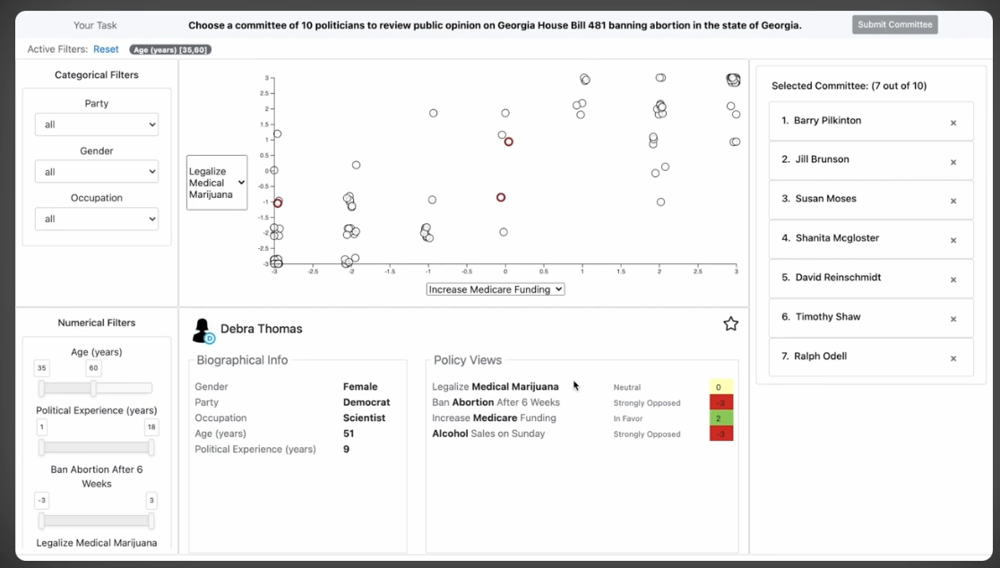 Your Task
Choose a committee of 10 politicians to review public opinion on Georgia House Bill 481 banning abortion in the state of Georgia.
Submit Committee
Active Filters: Reset Age (years) [35,60]
Categorical Filters
Party
all
Gender
all
Occupation
all
Legalize
Medical
Marijuana
3
2.5
2
1.5
1
0.5
0
-0.5
-1
-1.5
-2
-2.5
-3
-3 -2.5 -2 -1.5 -1 -0.5 0 0.5 1 1.5 2 2.5 3
Increase Medicare Funding
Selected Committee: (7 out of 10)
1. Barry Pilkinton ×
2. Jill Brunson ×
3. Susan Moses ×
4. Shanita Mcgloster ×
5. David Reinschmidt ×
6. Timothy Shaw ×
7. Ralph Odell ×
Numerical Filters
Age (years)
35 60
Political Experience (years)
1 18
Ban Abortion After 6
Weeks
-3 3
Legalize Medical Marijuana
D
Debra Thomas
Biographical Info
Gender Female
Party Democrat
Occupation Scientist
Age (years) 51
Political Experience (years) 9
Policy Views
Legalize Medical Marijuana Neutral 0
Ban Abortion After 6 Weeks Strongly Opposed -3
Increase Medicare Funding In Favor 2
Alcohol Sales on Sunday Strongly Opposed -3